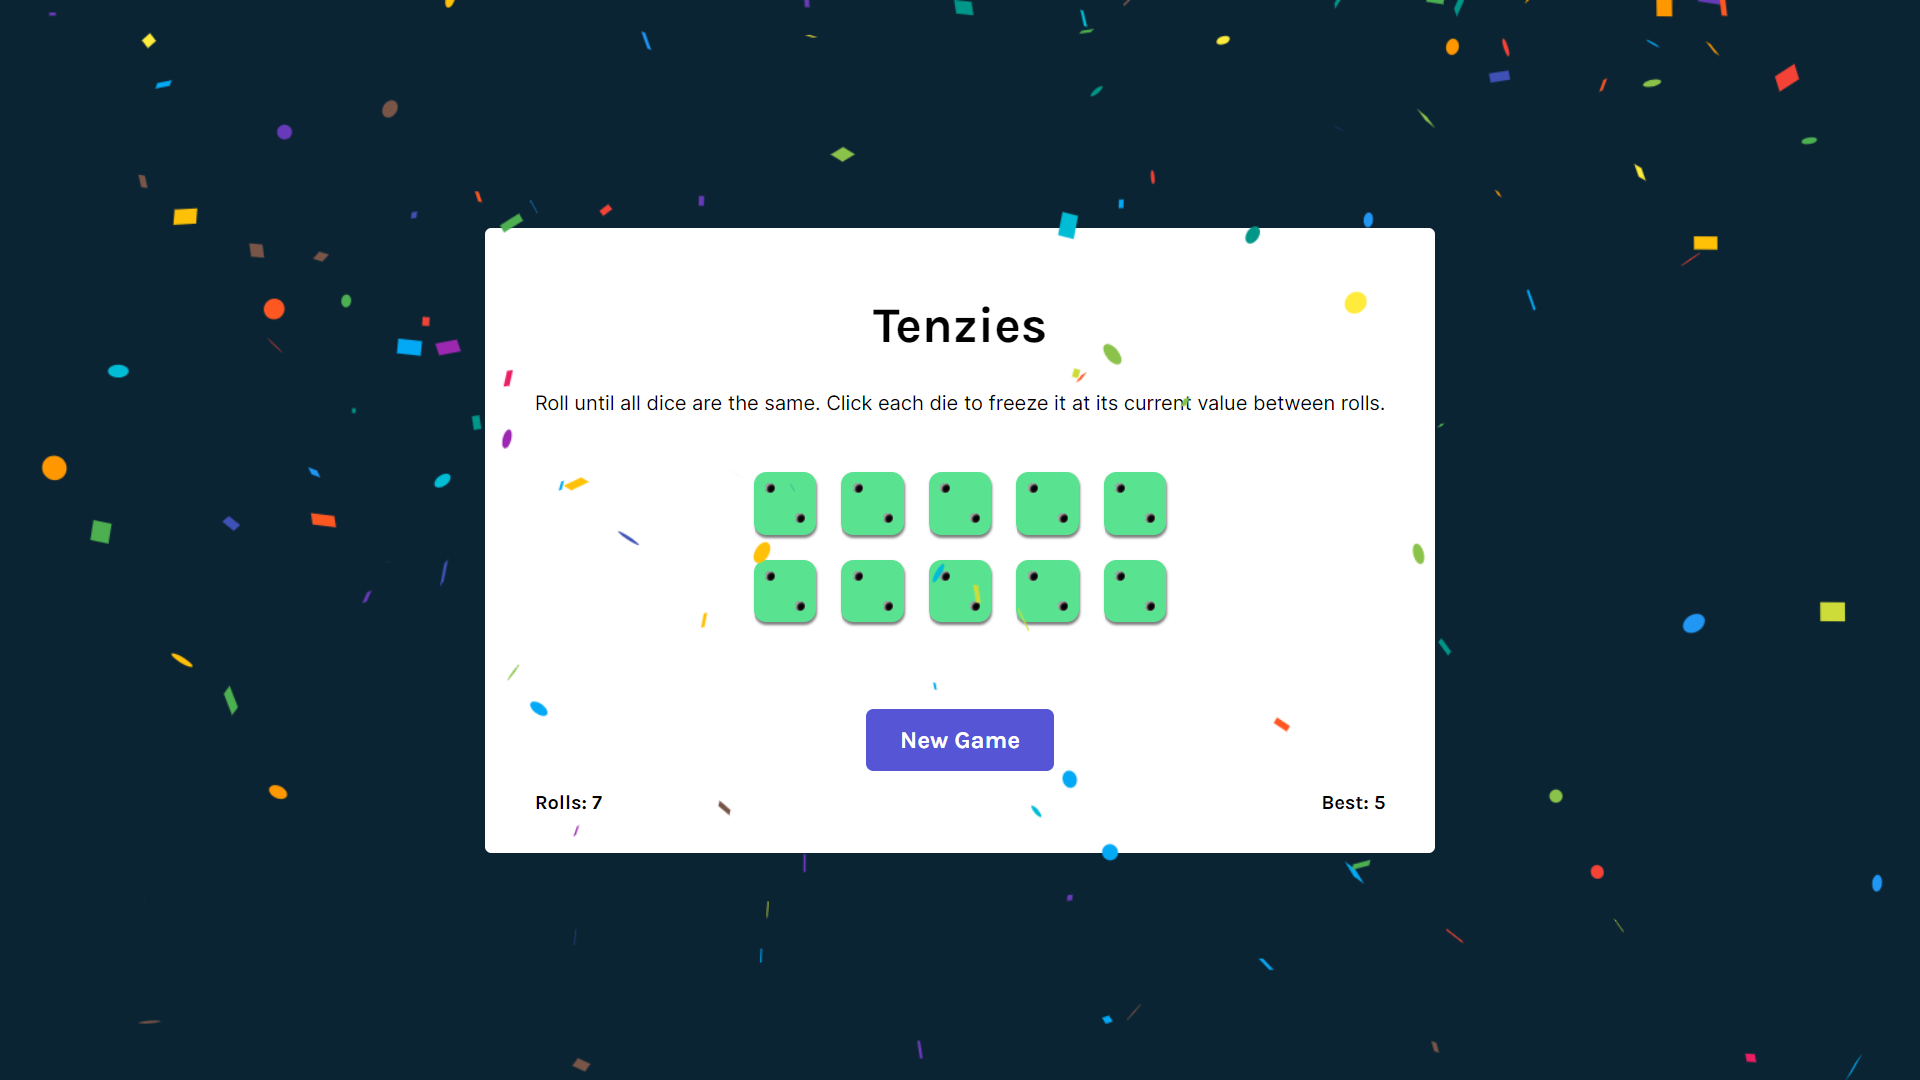 Tenzies
Roll until all dice are the same. Click each die to freeze it at its current value between rolls.
New Game
Rolls: 7
Best: 5